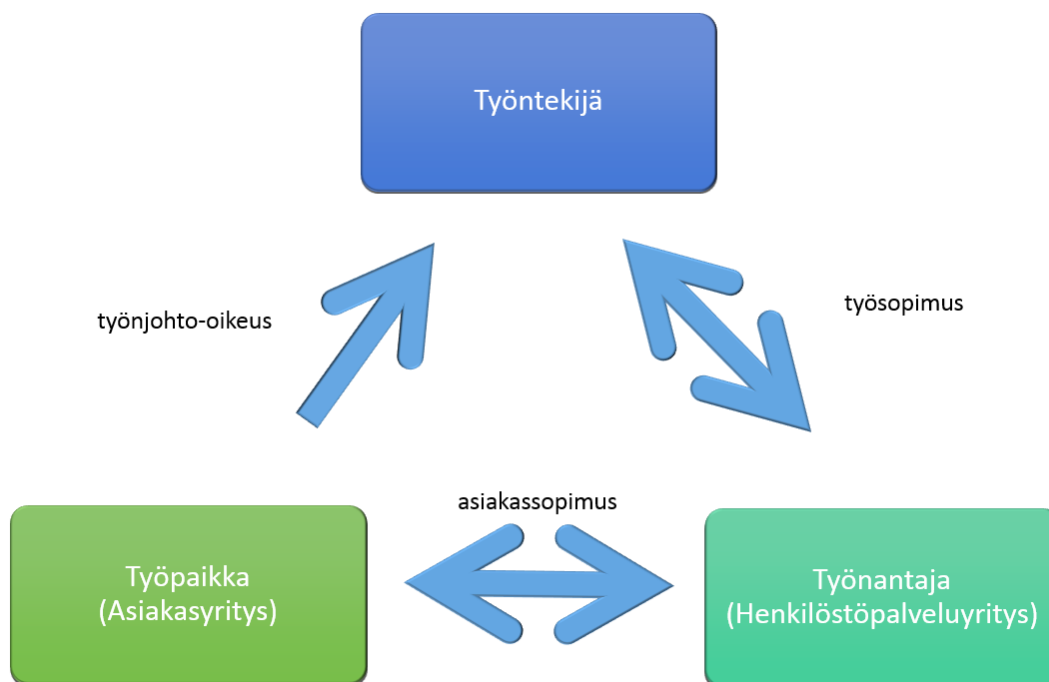 Työntekijä
työnjohto-oikeus
työsopimus
asiakassopimus
Työpaikka
(Asiakasyritys)
Työnantaja
(Henkilöstöpalveluyritys)